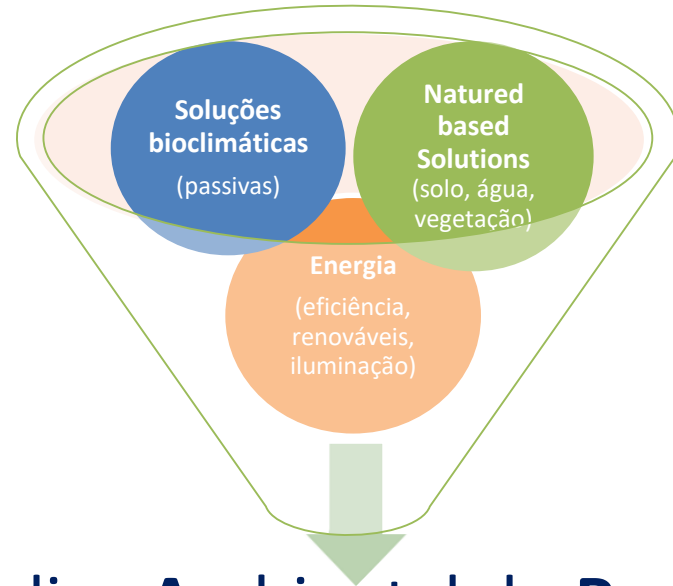 Soluções
bioclimáticas
(passivas)
Natured
based
Solutions
(solo, água,
vegetação)
Energia
(eficiência,
renováveis,
iluminação)